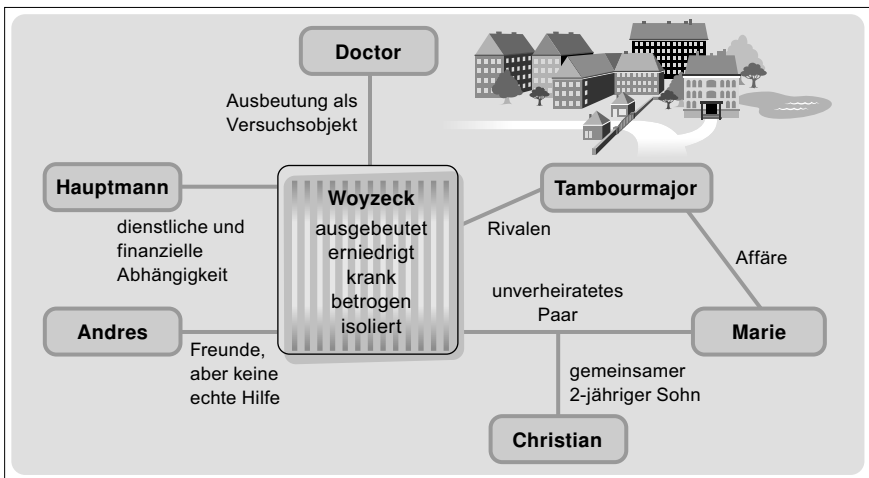 Doctor
Ausbeutung als
Versuchsobjekt
Hauptmann
dienstliche und
finanzielle
Abhängigkeit
Woyzeck
ausgebeutet
erniedrigt
krank
betrogen
isoliert
Tambourmajor
Rivalen
Affäre
unverheiratetes
Paar
Andres
Freunde,
aber keine
echte Hilfe
Marie
gemeinsamer
2-jähriger Sohn
Christian